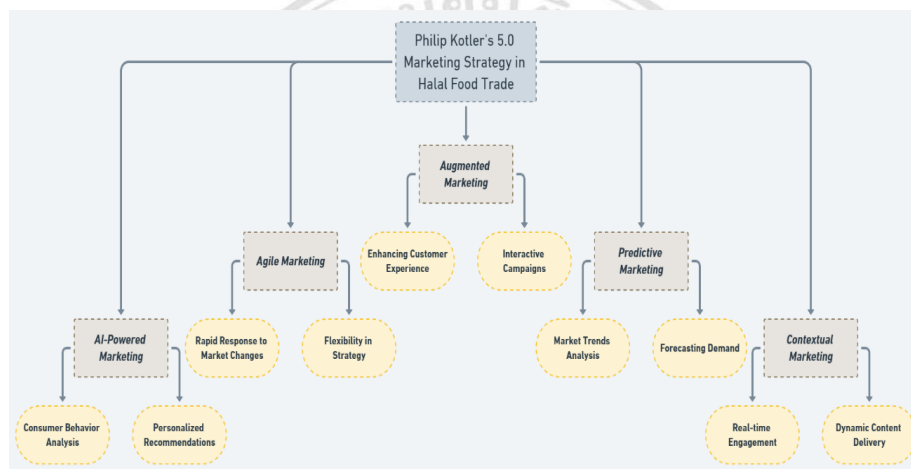 Philip Kotler's 5.0
Marketing Strategy in
Halal Food Trade
Augmented
Marketing
Enhancing Customer
Experience
Interactive
Campaigns
Agile Marketing
Predictive
Marketing
Rapid Response to
Market Changes
Flexibility in
Strategy
Market Trends
Analysis
Forecasting Demand
AI-Powered
Marketing
Contextual
Marketing
Consumer Behavior
Analysis
Personalized
Recommendations
Real-time
Engagement
Dynamic Content
Delivery